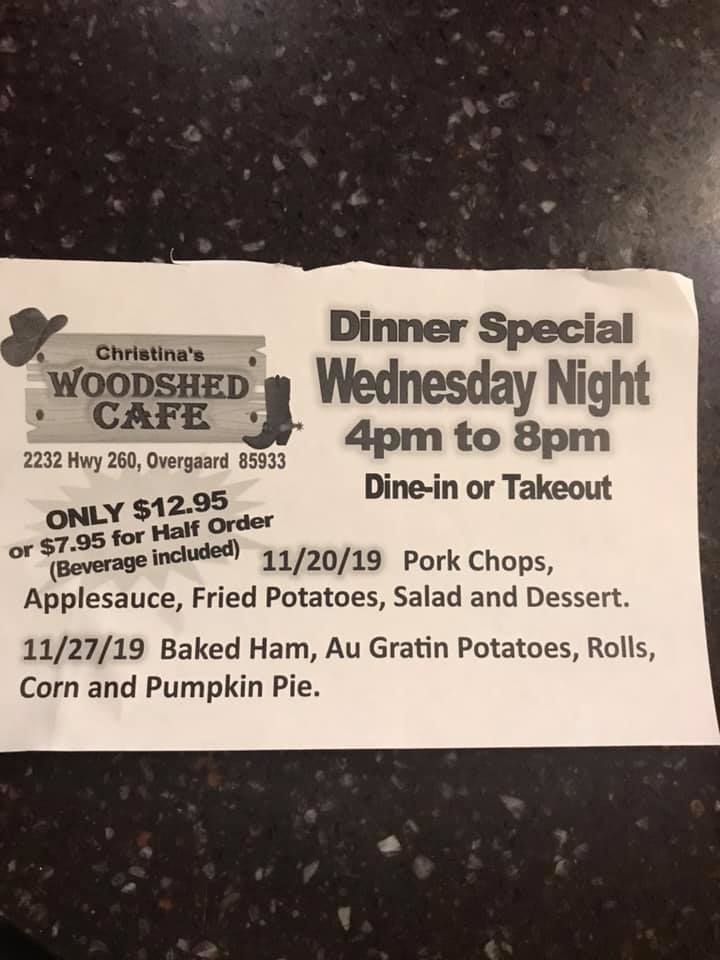 Christina's
WOODSHED
CAFE
2232 Hwy 260, Overgaard 85933
Dinner Special
Wednesday Night
4pm to 8pm
Dine-in or Takeout
ONLY $12.95
or $7.95 for Half Order
(Beverage included)
11/20/19 Pork Chops,
Applesauce, Fried Potatoes, Salad and Dessert.
11/27/19 Baked Ham, Au Gratin Potatoes, Rolls,
Corn and Pumpkin Pie.